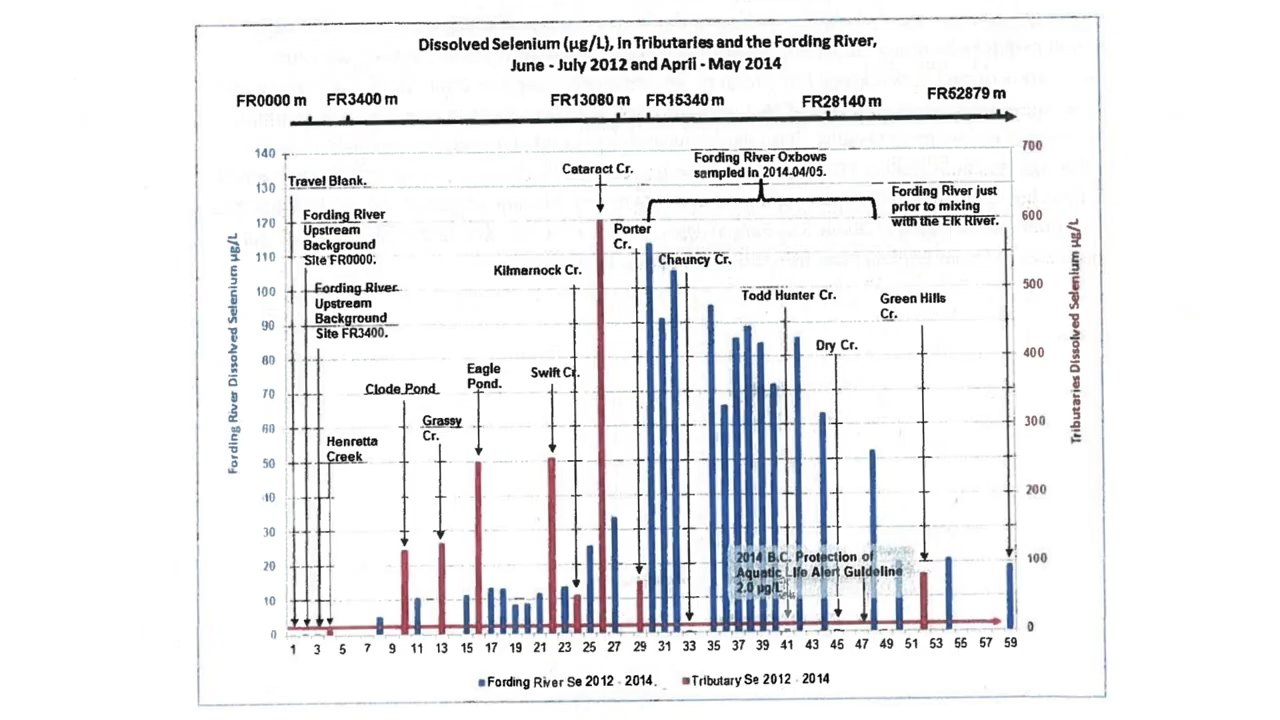 Dissolved Selenium (µg/L), in Tributaries and the Fording River,
June - July 2012 and April - May 2014
FR0000 m FR3400 m FR13080 m FR15340 m FR28140 m FR52879 m
140
130
120
110
100
90
80
70
60
50
40
30
20
10
0
Fording River Dissolved Selenium µg/L
Travel Blank.
Fording River
Upstream
Background
Site FR0000.
Fording River
Upstream
Background
Site FR3400.
Henretta
Creek
Clode Pond
Grassy
Cr.
Eagle
Pond.
Swift Cr.
Kilmarnock Cr.
Cataract Cr.
Porter
Cr.
Fording River Oxbows
sampled in 2014-04/05.
Chauncy Cr.
Todd Hunter Cr.
Dry Cr.
Green Hills
Cr.
Fording River just
prior to mixing
with the Elk River.
2014 B.C. Protection of
Aquatic Life Alert Guideline
2.0 µg/L
700
600
500
400
300
200
100
0
Tributaries Dissolved Selenium µg/L
1 3 5 7 9 11 13 15 17 19 21 23 25 27 29 31 33 35 37 39 41 43 45 47 49 51 53 55 57 59
Fording River Se 2012 - 2014.
Tributary Se 2012 - 2014